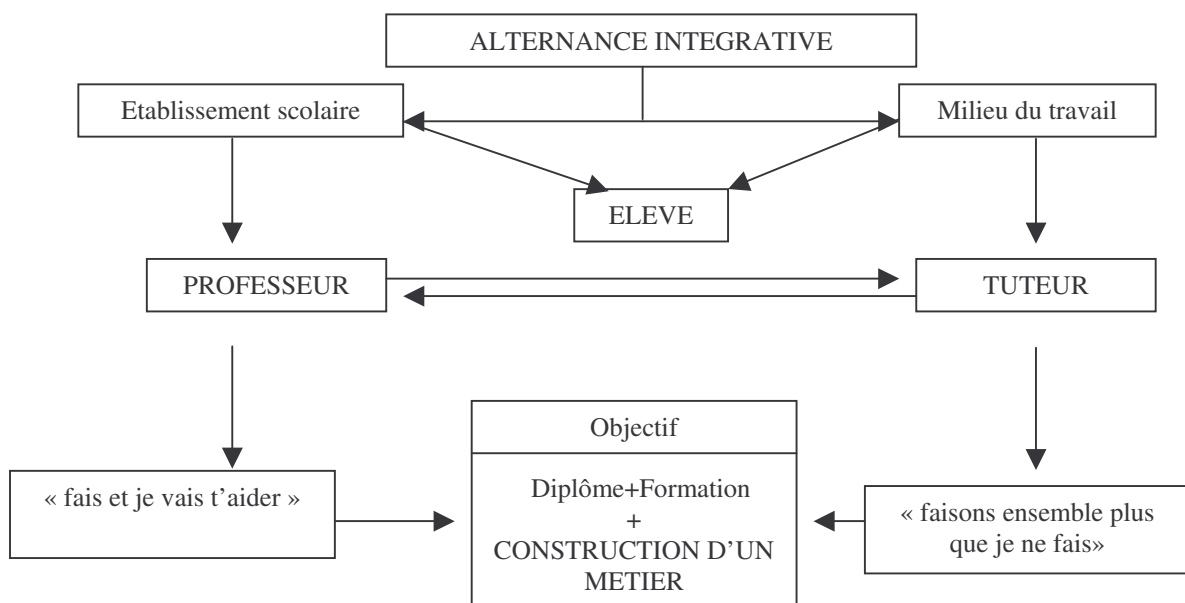 ALTERNANCE INTEGRATIVE
Etablissement scolaire
Milieu du travail
ELEVE
PROFESSEUR
TUTEUR
Objectif
« fais et je vais t’aider »
Diplôme+Formation
+
CONSTRUCTION D’UN
METIER
« faisons ensemble plus
que je ne fais»